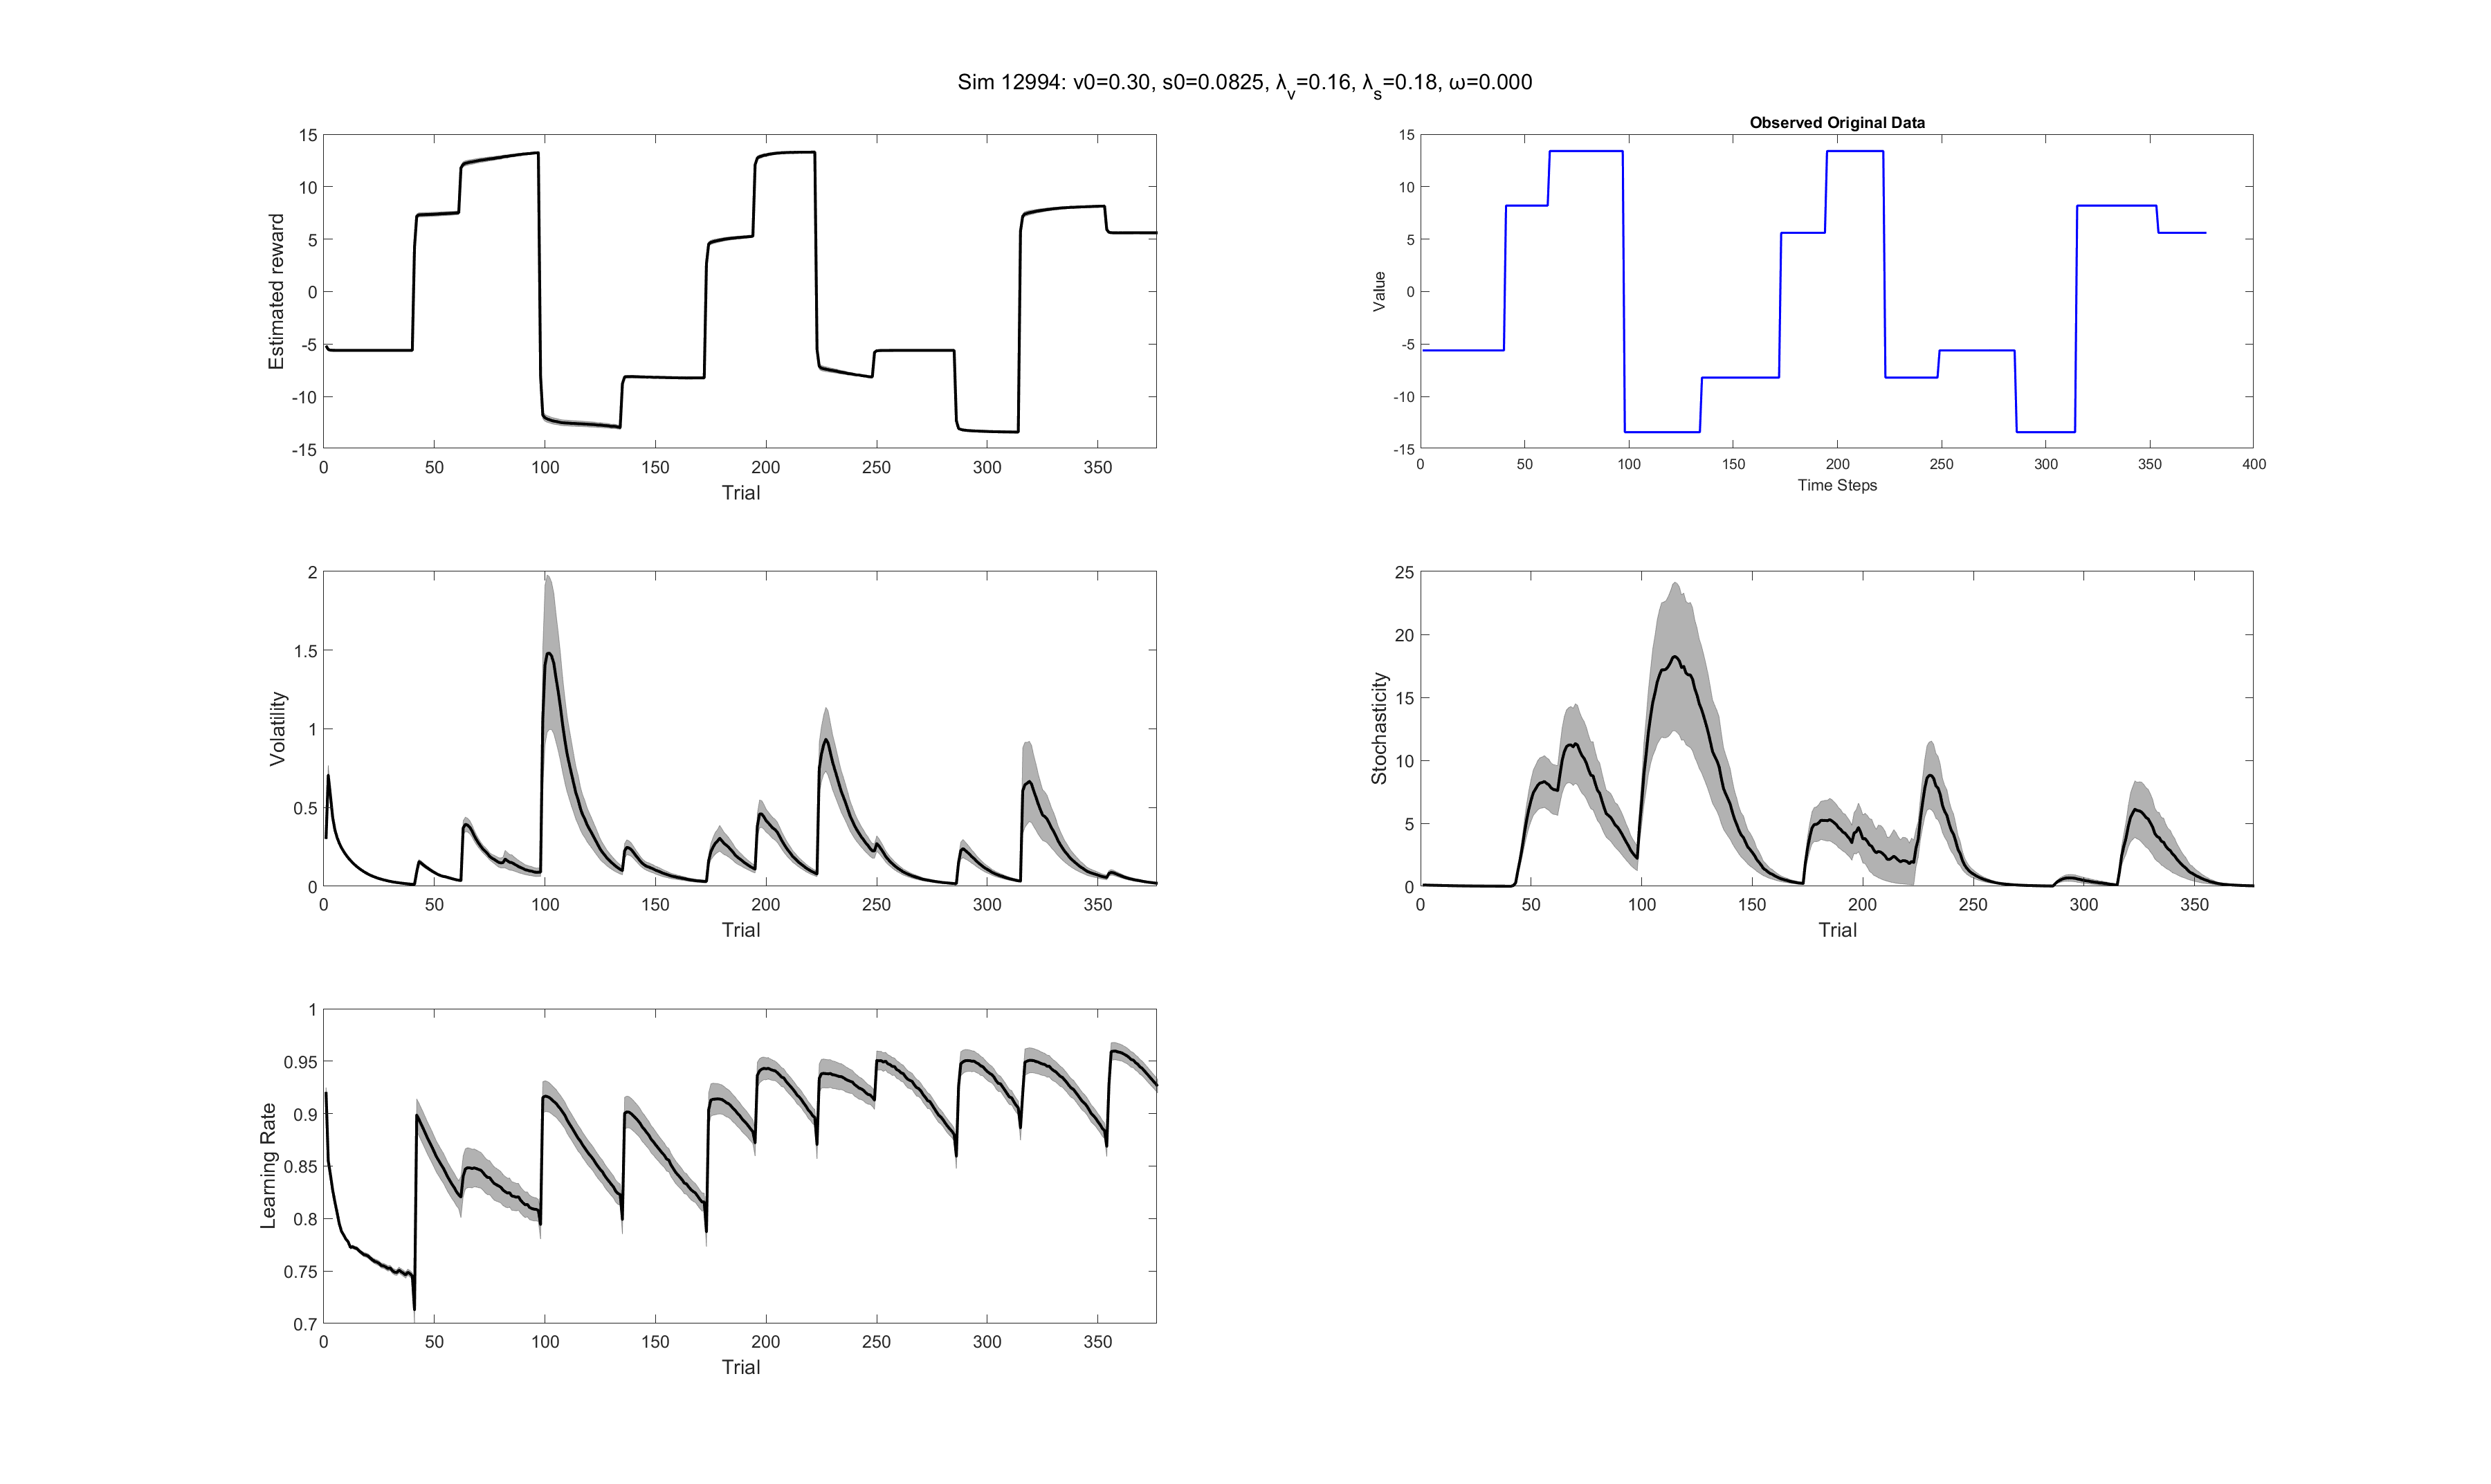 Sim 12994: v0=0.30, s0=0.0825, λv=0.16, λs=0.18, ω=0.000
15
10
5
0
-5
-10
-15
Estimated reward
0 50 100 150 200 250 300 350
Trial
Observed Original Data
15
10
5
0
-5
-10
-15
Value
0 50 100 150 200 250 300 350 400
Time Steps
2
1.5
1
0.5
0
Volatility
0 50 100 150 200 250 300 350
Trial
25
20
15
10
5
0
Stochasticity
0 50 100 150 200 250 300 350
Trial
1
0.95
0.9
0.85
0.8
0.75
0.7
Learning Rate
0 50 100 150 200 250 300 350
Trial